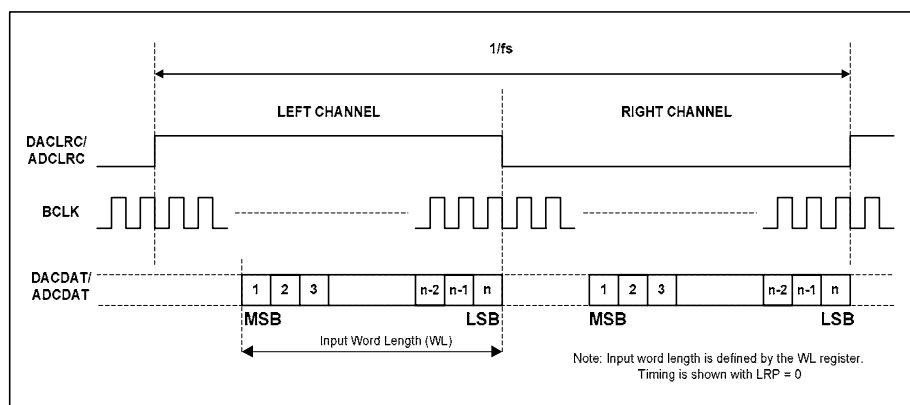 1/fs
LEFT CHANNEL
RIGHT CHANNEL
DACLRC/
ADCLRC
BCLK
DACDAT/
ADCDAT
1 2 3 n-2 n-1 n 1 2 3 n-2 n-1 n
MSB LSB MSB LSB
Input Word Length (WL)
Note: Input word length is defined by the WL register.
Timing is shown with LRP = 0